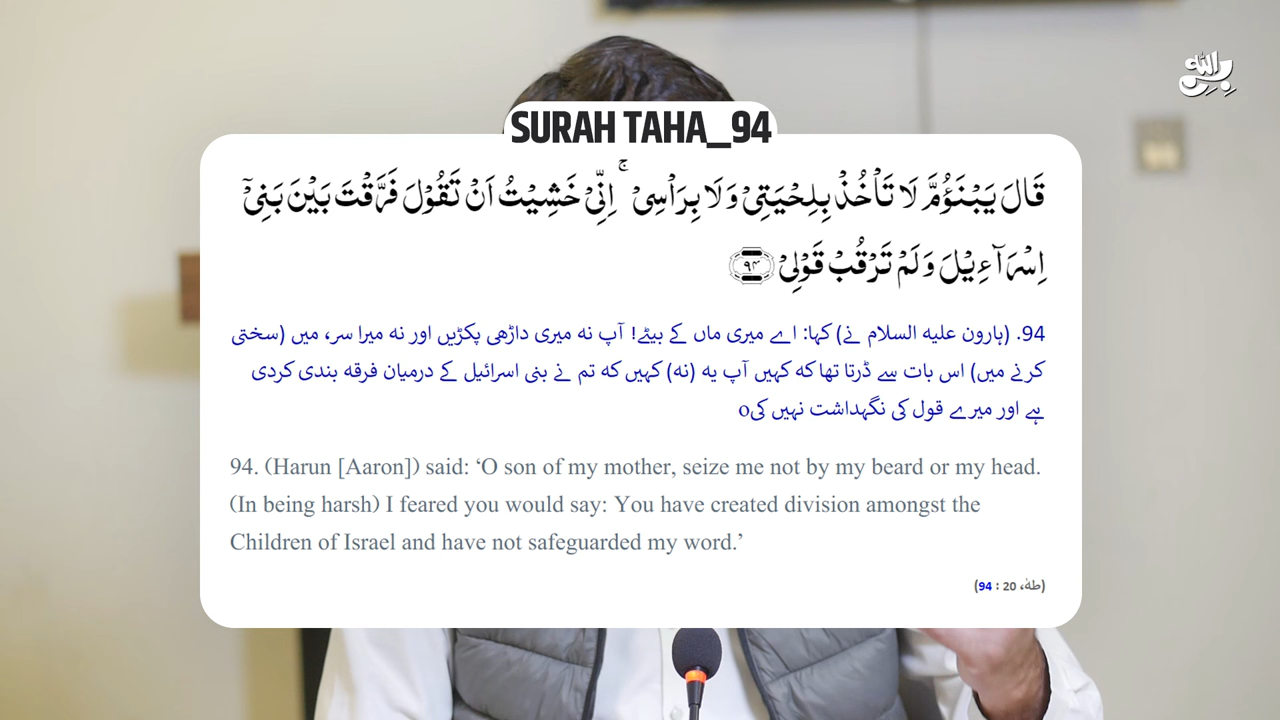 SURAH TAHA_94
قَالَ یَبْنَؤُمَّ لَا تَاْخُذْ بِلِحْیَتِیْ وَ لَا بِرَاْسِیْ ۚ اِنِّیْ خَشِیْتُ اَنْ تَقُوْلَ فَرَّقْتَ بَیْنَ بَنِیْۤ
اِسْرَآءِیْلَ وَ لَمْ تَرْقُبْ قَوْلِیْ ﴿۹۴﴾
94. (ہارون علیہ السلام نے) کہا: اے میری ماں کے بیٹے! آپ نہ میری داڑھی پکڑیں اور نہ میرا سر، میں (سختی
کرنے میں) اس بات سے ڈرتا تھا کہ کہیں آپ یہ (نہ) کہیں کہ تم نے بنی اسرائیل کے درمیان فرقہ بندی کردی
ہے اور میرے قول کی نگہداشت نہیں کیo
94. (Harun [Aaron]) said: ‘O son of my mother, seize me not by my beard or my head.
(In being harsh) I feared you would say: You have created division amongst the
Children of Israel and have not safeguarded my word.’
(طهٰ، 20 : 94)